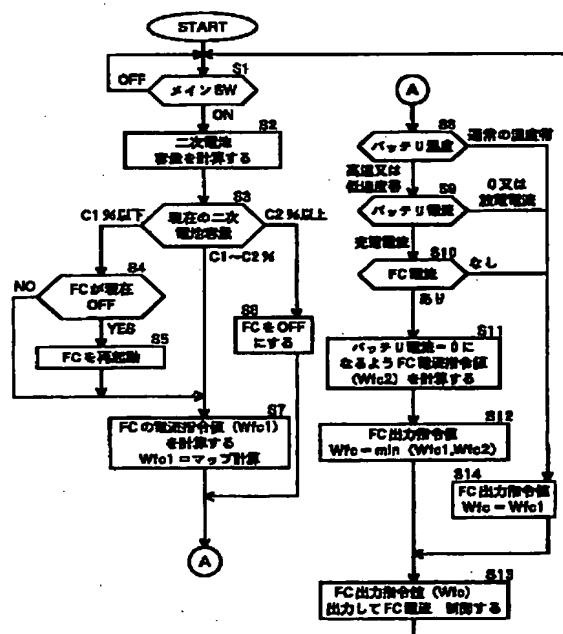 START
S1
OFF
メインSW
ON
S2
二次電池
容量を計算する
S3
C1%以下
現在の二次
電池容量
C2%以上
C1～C2%
S4
NO
FCが現在
OFF
YES
S5
FCを再起動
S6
FCをOFF
にする
S7
FCの電流指令値(Wfc1)
を計算する
Wfc1=マップ計算
A
A
S8
バッテリ温度
通常の温度帯
高温又は
低温度帯
S9
バッテリ電流
0又は
放電電流
充電電流
S10
FC電流
なし
あり
S11
バッテリ電流=0に
なるようFC電流指令値
(Wfc2)を計算する
S12
FC出力指令値
Wfc=min(Wfc1,Wfc2)
S14
FC出力指令値
Wfc=Wfc1
S13
FC出力指令値(Wfc)
出力してFC電流 制御する